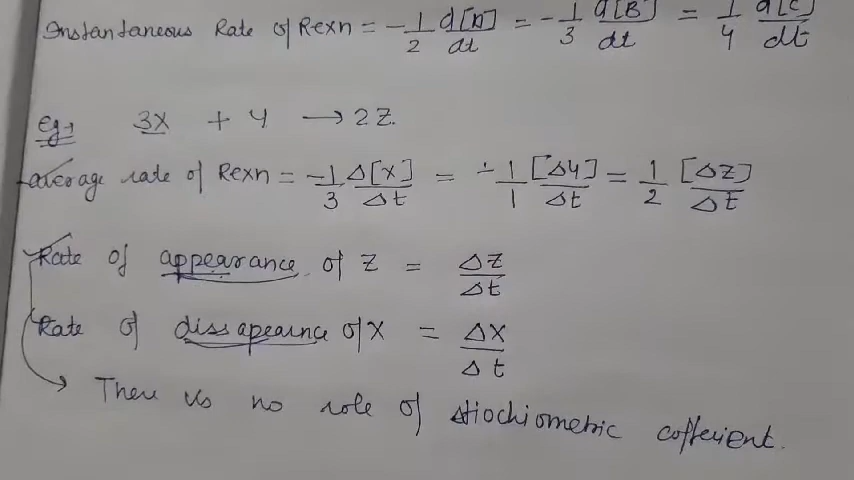 Instantaneous Rate of Rexn = -1/2 d[A]/dt = -1/3 d[B]/dt = 1/4 d[C]/dt
eg→ 3X + Y → 2Z.
average rate of Rexn = -1/3 Δ[X]/Δt = -1/1 [ΔY]/Δt = 1/2 [ΔZ]/Δt
Rate of appearance of Z = ΔZ/Δt
Rate of dissapearnce of X = ΔX/Δt
→ There is no role of stiochiometric cofferient.